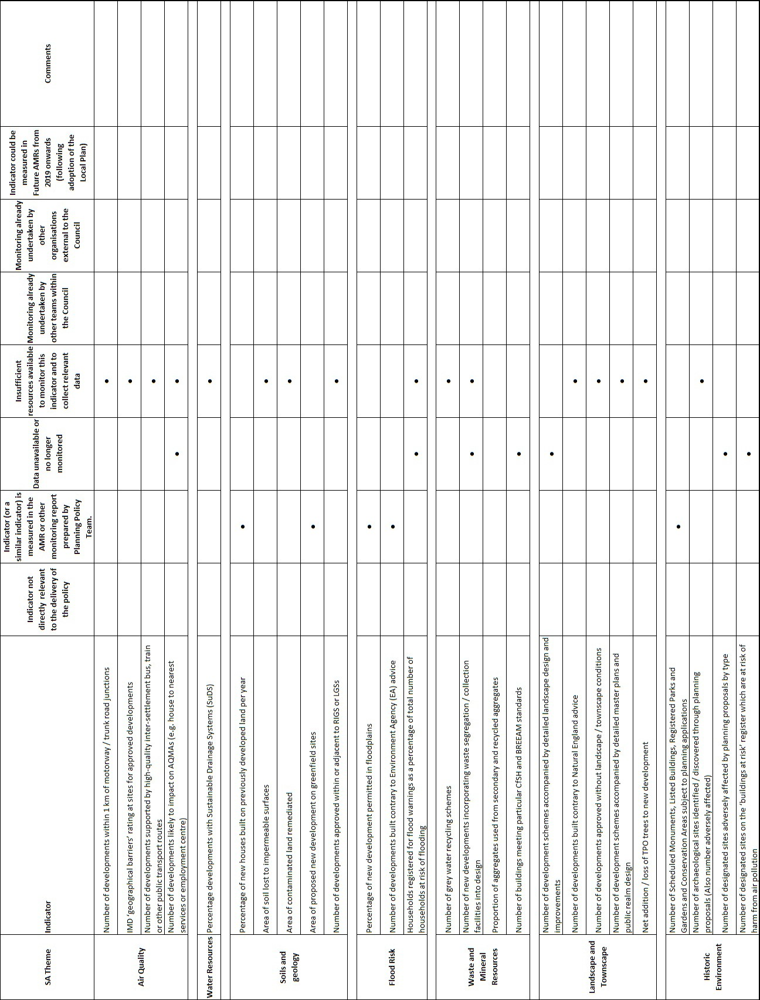 SA Theme
Indicator
Indicator not
directly relevant
to the delivery of
the policy
Indicator (or a
similar indicator) is
measured in the
AMR or other
monitoring report
prepared by
Planning Policy
Team.
Data unavailable or
no longer
monitored
Insufficient
resources available
to monitor this
indicator and to
collect relevant
data
Monitoring already
undertaken by
other teams within
the Council
Monitoring already
undertaken by
other
organisations
external to the
Council
Indicator could be
measured in
Future AMRs from
2019 onwards
(following
adoption of the
Local Plan)
Comments
Air Quality
Number of developments within 1 km of motorway / trunk road junctions
•
IMD 'geographical barriers' rating at sites for approved developments
•
Number of developments supported by high-quality inter-settlement bus, train
or other public transport routes
•
Number of developments likely to impact on AQMAs (e.g. house to nearest
services or employment centre)
• •
Water Resources
Percentage developments with Sustainable Drainage Systems (SuDS)
•
Soils and
geology
Percentage of new houses built on previously developed land per year
•
Area of soil lost to impermeable surfaces
•
Area of contaminated land remediated
•
Area of proposed new development on greenfield sites
•
Number of developments approved within or adjacent to RIGS or LGSs
•
Flood Risk
Percentage of new development permitted in floodplains
•
Number of developments built contrary to Environment Agency (EA) advice
•
Households registered for flood warnings as a percentage of total number of
households at risk of flooding
• •
Waste and
Mineral
Resources
Number of grey water recycling schemes
•
Number of new developments incorporating waste segregation / collection
facilities into design
• •
Proportion of aggregates used from secondary and recycled aggregates
Number of buildings meeting particular CfSH and BREEAM standards
•
Landscape and
Townscape
Number of development schemes accompanied by detailed landscape design and
improvements
•
Number of developments built contrary to Natural England advice
•
Number of developments approved without landscape / townscape conditions
•
Number of development schemes accompanied by detailed master plans and
public realm design
•
Net addition / loss of TPO trees to new development
•
Historic
Environment
Number of Scheduled Monuments, Listed Buildings, Registered Parks and
Gardens and Conservation Areas subject to planning applications
•
Number of archaeological sites identified / discovered through planning
proposals (Also number adversely affected)
•
Number of designated sites adversely affected by planning proposals by type
•
Number of designated sites on the 'buildings at risk' register which are at risk of
harm from air pollution
•